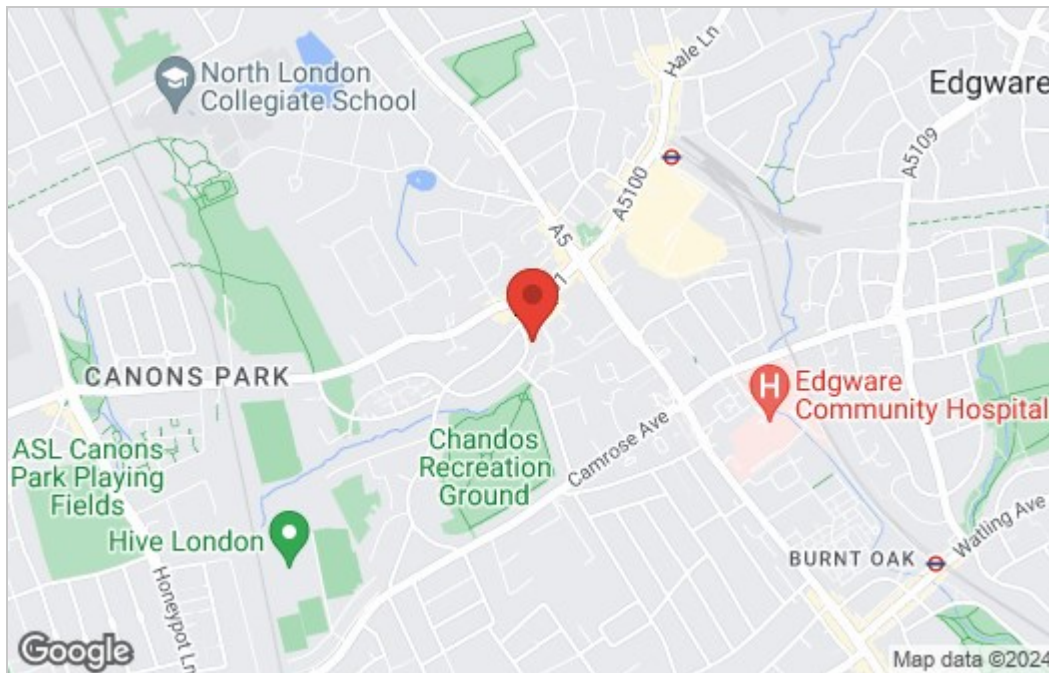 North London
Collegiate School
Hale Ln
Edgware
A5100
A5109
A5
CANONS PARK
Edgware
Community Hospital
Chandos
Recreation
Ground
Camrose Ave
ASL Canons
Park Playing
Fields
Hive London
Honeypot Ln
BURNT OAK
Watling Ave
Google
Map data ©2024